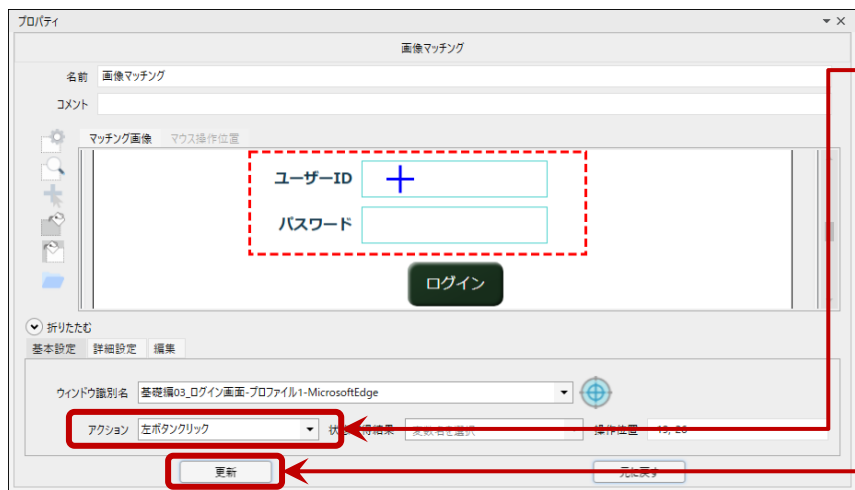 プロパティ
画像マッチング
名前 画像マッチング
コメント
マッチング画像 マウス操作位置
ユーザーID
パスワード
ログイン
折りたたむ
基本設定 詳細設定 編集
ウィンドウ識別名 基礎編03_ログイン画面-プロファイル1-MicrosoftEdge
アクション 左ボタンクリック 変数名を選択 操作位置
更新 元に戻す